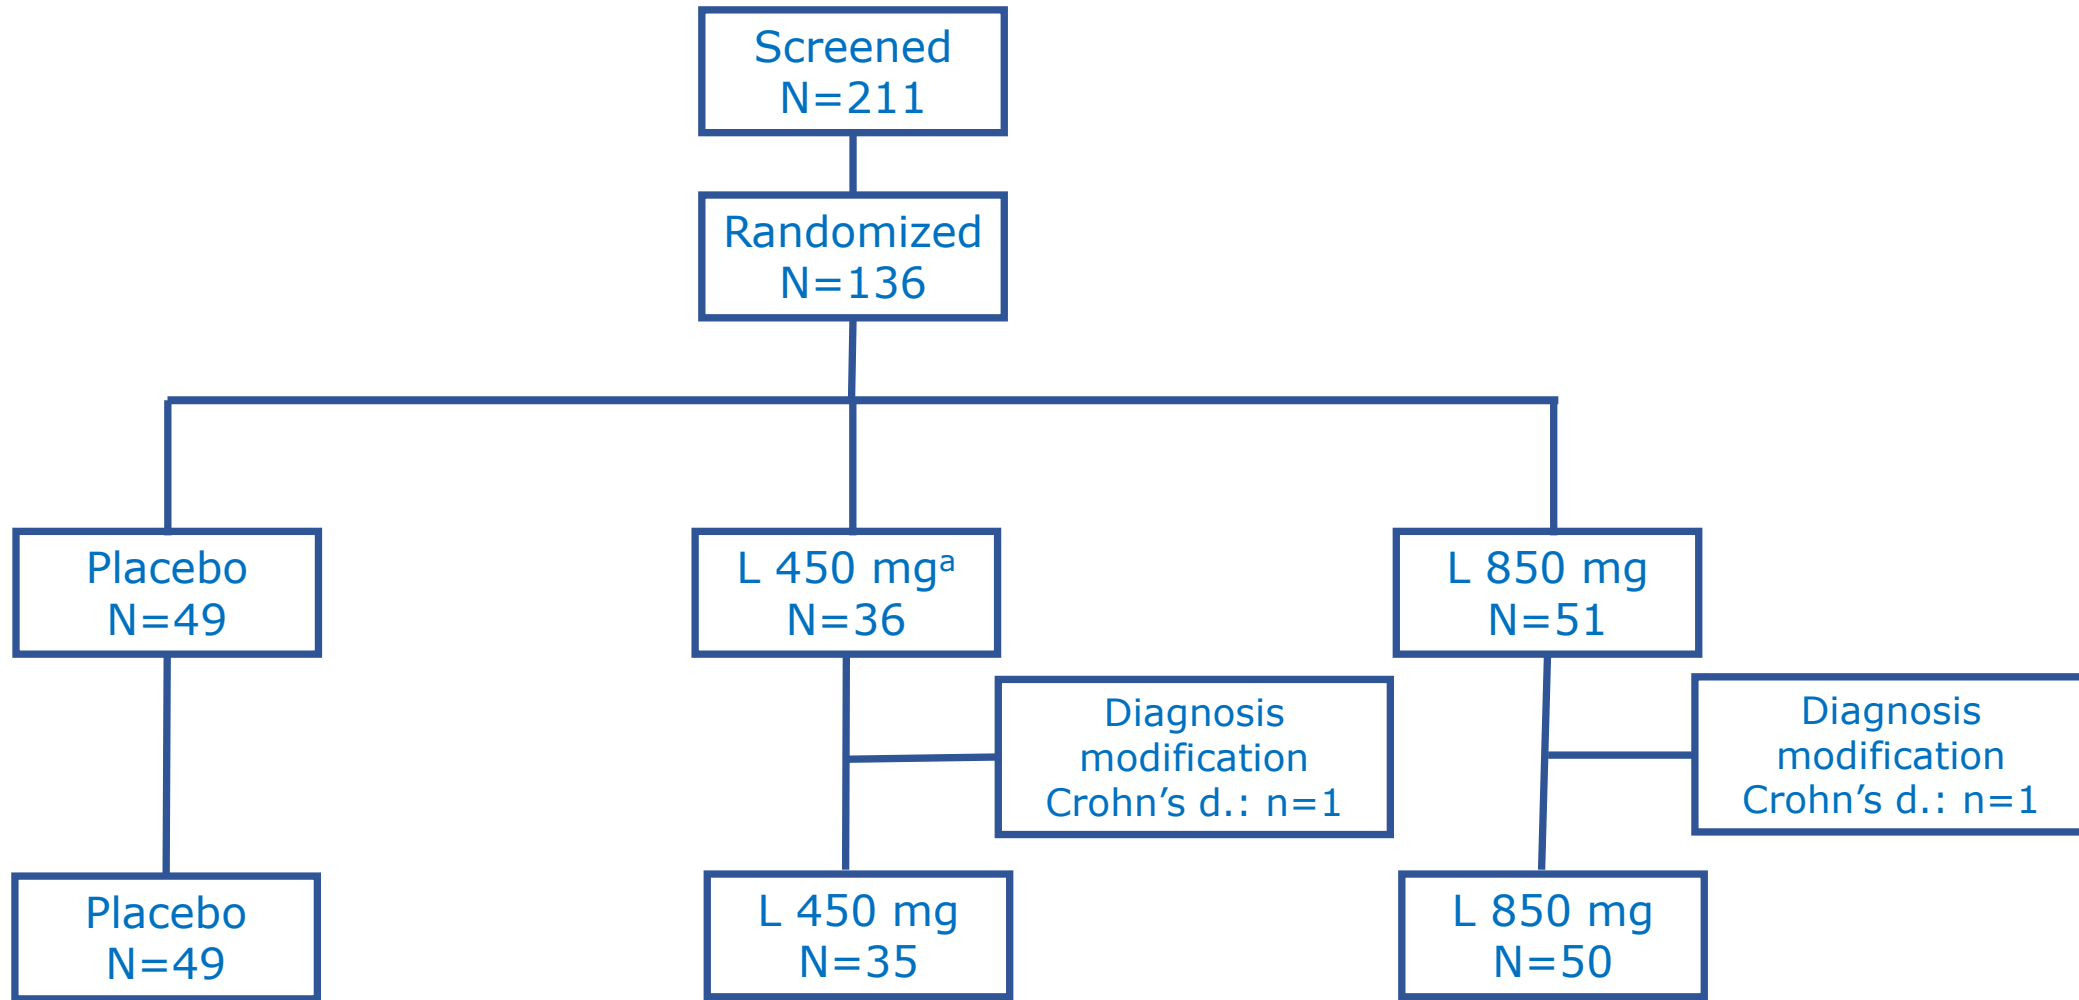 Screened
N=211
Randomized
N=136
Placebo
N=49
L 450 mgᵃ
N=36
L 850 mg
N=51
Diagnosis
modification
Crohn’s d.: n=1
Diagnosis
modification
Crohn’s d.: n=1
Placebo
N=49
L 450 mg
N=35
L 850 mg
N=50